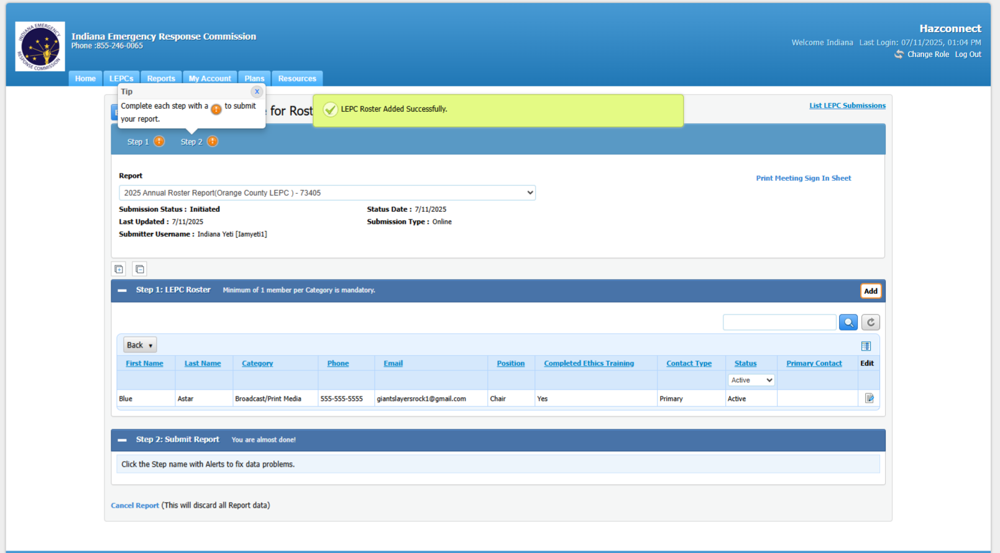 INDIANA EMERGENCY RESPONSE COMMISSION
Indiana Emergency Response Commission
Phone :855-246-0065
Hazconnect
Welcome Indiana Last Login: 07/11/2025, 01:04 PM
Change Role Log Out
Home LEPCs Reports My Account Plans Resources
Tip X
Complete each step with a ! to submit
your report.
for Rost
LEPC Roster Added Successfully.
List LEPC Submissions
Step 1 ! Step 2 !
Report
Print Meeting Sign In Sheet
2025 Annual Roster Report(Orange County LEPC ) - 73405
Submission Status : Initiated Status Date : 7/11/2025
Last Updated : 7/11/2025 Submission Type : Online
Submitter Username : Indiana Yeti [Iamyeti1]
Step 1: LEPC Roster Minimum of 1 member per Category is mandatory. Add
Back ▾
First Name Last Name Category Phone Email Position Completed Ethics Training Contact Type Status Primary Contact Edit
Active
Blue Astar Broadcast/Print Media 555-555-5555 giantslayersrock1@gmail.com Chair Yes Primary Active
Step 2: Submit Report You are almost done!
Click the Step name with Alerts to fix data problems.
Cancel Report (This will discard all Report data)